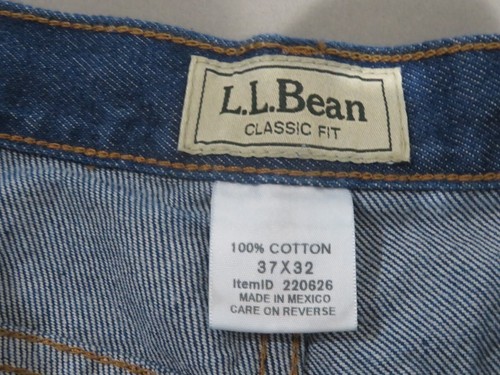 L.L.Bean
CLASSIC FIT
100% COTTON
37X32
ItemID 220626
MADE IN MEXICO
CARE ON REVERSE